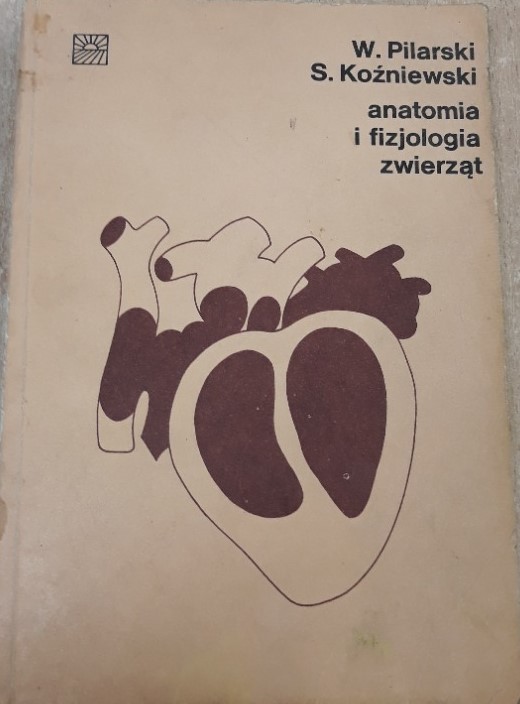 W. Pilarski
S. Koźniewski
anatomia
i fizjologia
zwierząt